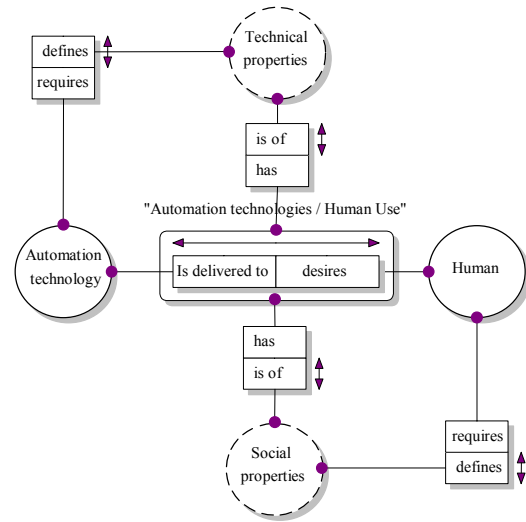 Technical
properties
defines
requires
is of
has
"Automation technologies / Human Use"
Automation
technology
Is delivered to
desires
Human
has
is of
Social
properties
requires
defines